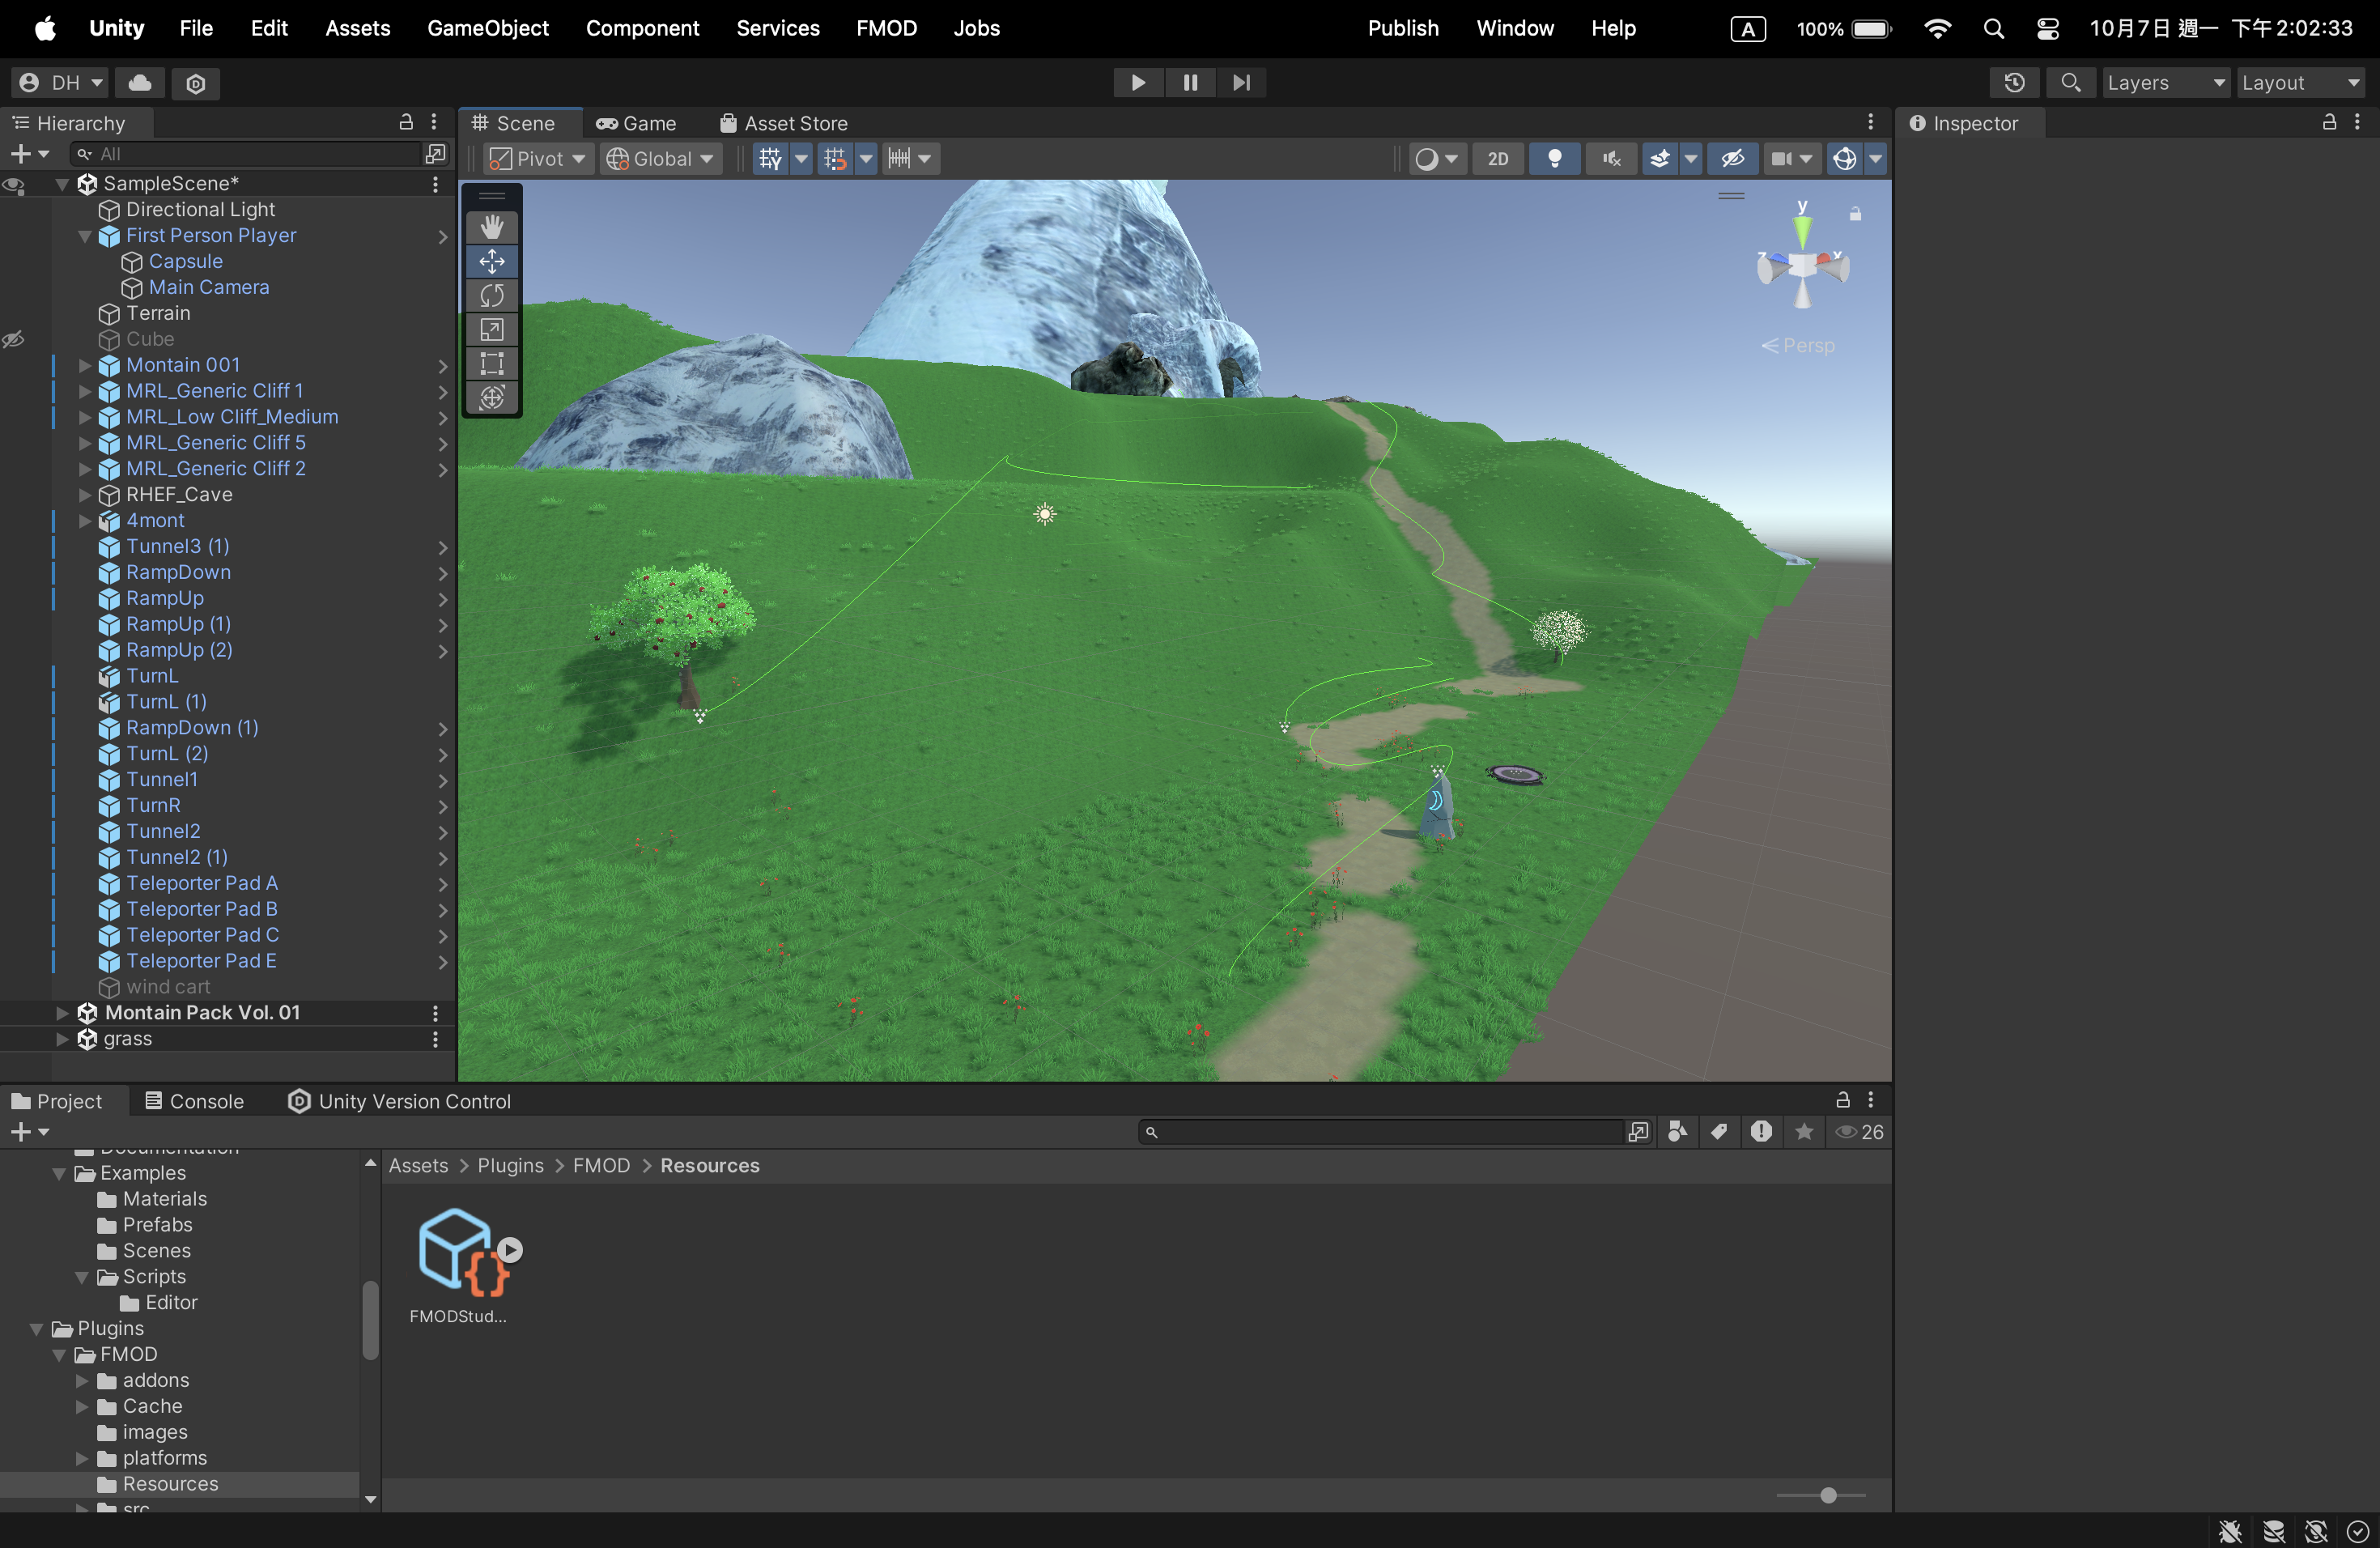 Unity File Edit Assets GameObject Component Services FMOD Jobs Publish Window Help A 100% 10月7日 週一 下午2:02:33
DH Layers Layout
Hierarchy
All
SampleScene*
Directional Light
First Person Player
Capsule
Main Camera
Terrain
Cube
Montain 001
MRL_Generic Cliff 1
MRL_Low Cliff_Medium
MRL_Generic Cliff 5
MRL_Generic Cliff 2
RHEF_Cave
4mont
Tunnel3 (1)
RampDown
RampUp
RampUp (1)
RampUp (2)
TurnL
TurnL (1)
RampDown (1)
TurnL (2)
Tunnel1
TurnR
Tunnel2
Tunnel2 (1)
Teleporter Pad A
Teleporter Pad B
Teleporter Pad C
Teleporter Pad E
wind cart
Montain Pack Vol. 01
grass
Scene Game Asset Store
Pivot Global 2D
y
z x
Persp
Inspector
Project Console Unity Version Control
26
Documentation
Examples
Materials
Prefabs
Scenes
Scripts
Editor
Plugins
FMOD
addons
Cache
images
platforms
Resources
src
Assets > Plugins > FMOD > Resources
FMODStud...